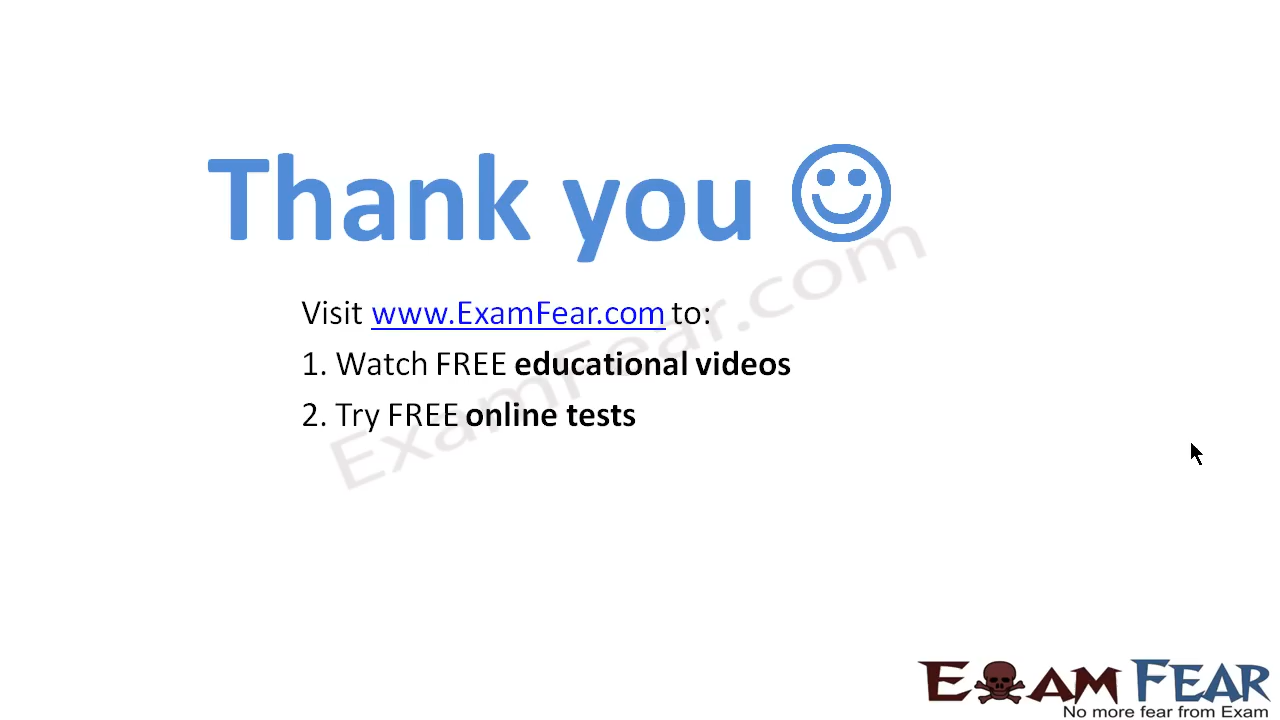 Thank you
Visit www.ExamFear.com to:
1. Watch FREE educational videos
2. Try FREE online tests
ExamFear.com
EXAM FEAR
No more fear from Exam